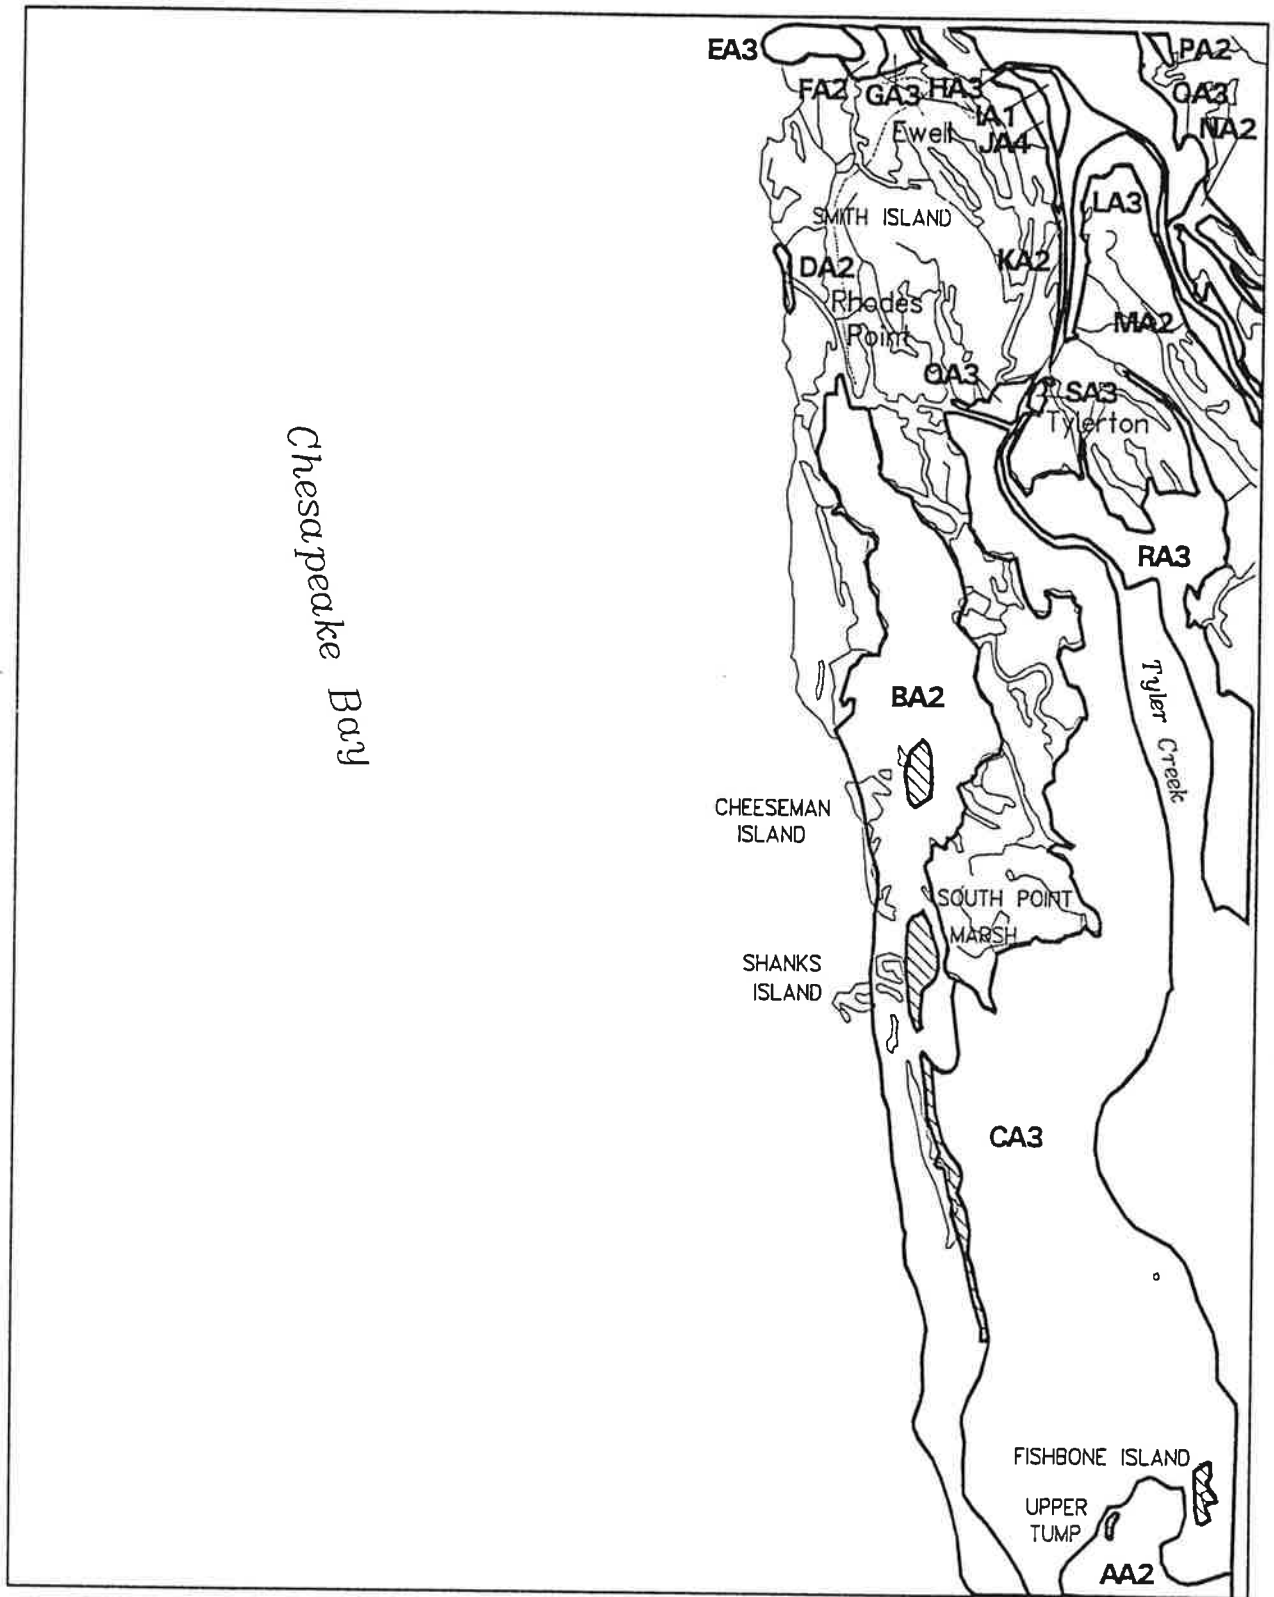 EA3
PA2
FA2
GA3
HA3
OA3
IA1
NA2
Ewell
JA4
LA3
SMITH ISLAND
DA2
KA2
Rhodes
Point
MA2
QA3
SA3
Tylerton
Chesapeake Bay
RA3
Tyler Creek
BA2
CHEESEMAN
ISLAND
SOUTH POINT
MARSH
SHANKS
ISLAND
CA3
FISHBONE ISLAND
UPPER
TUMP
AA2